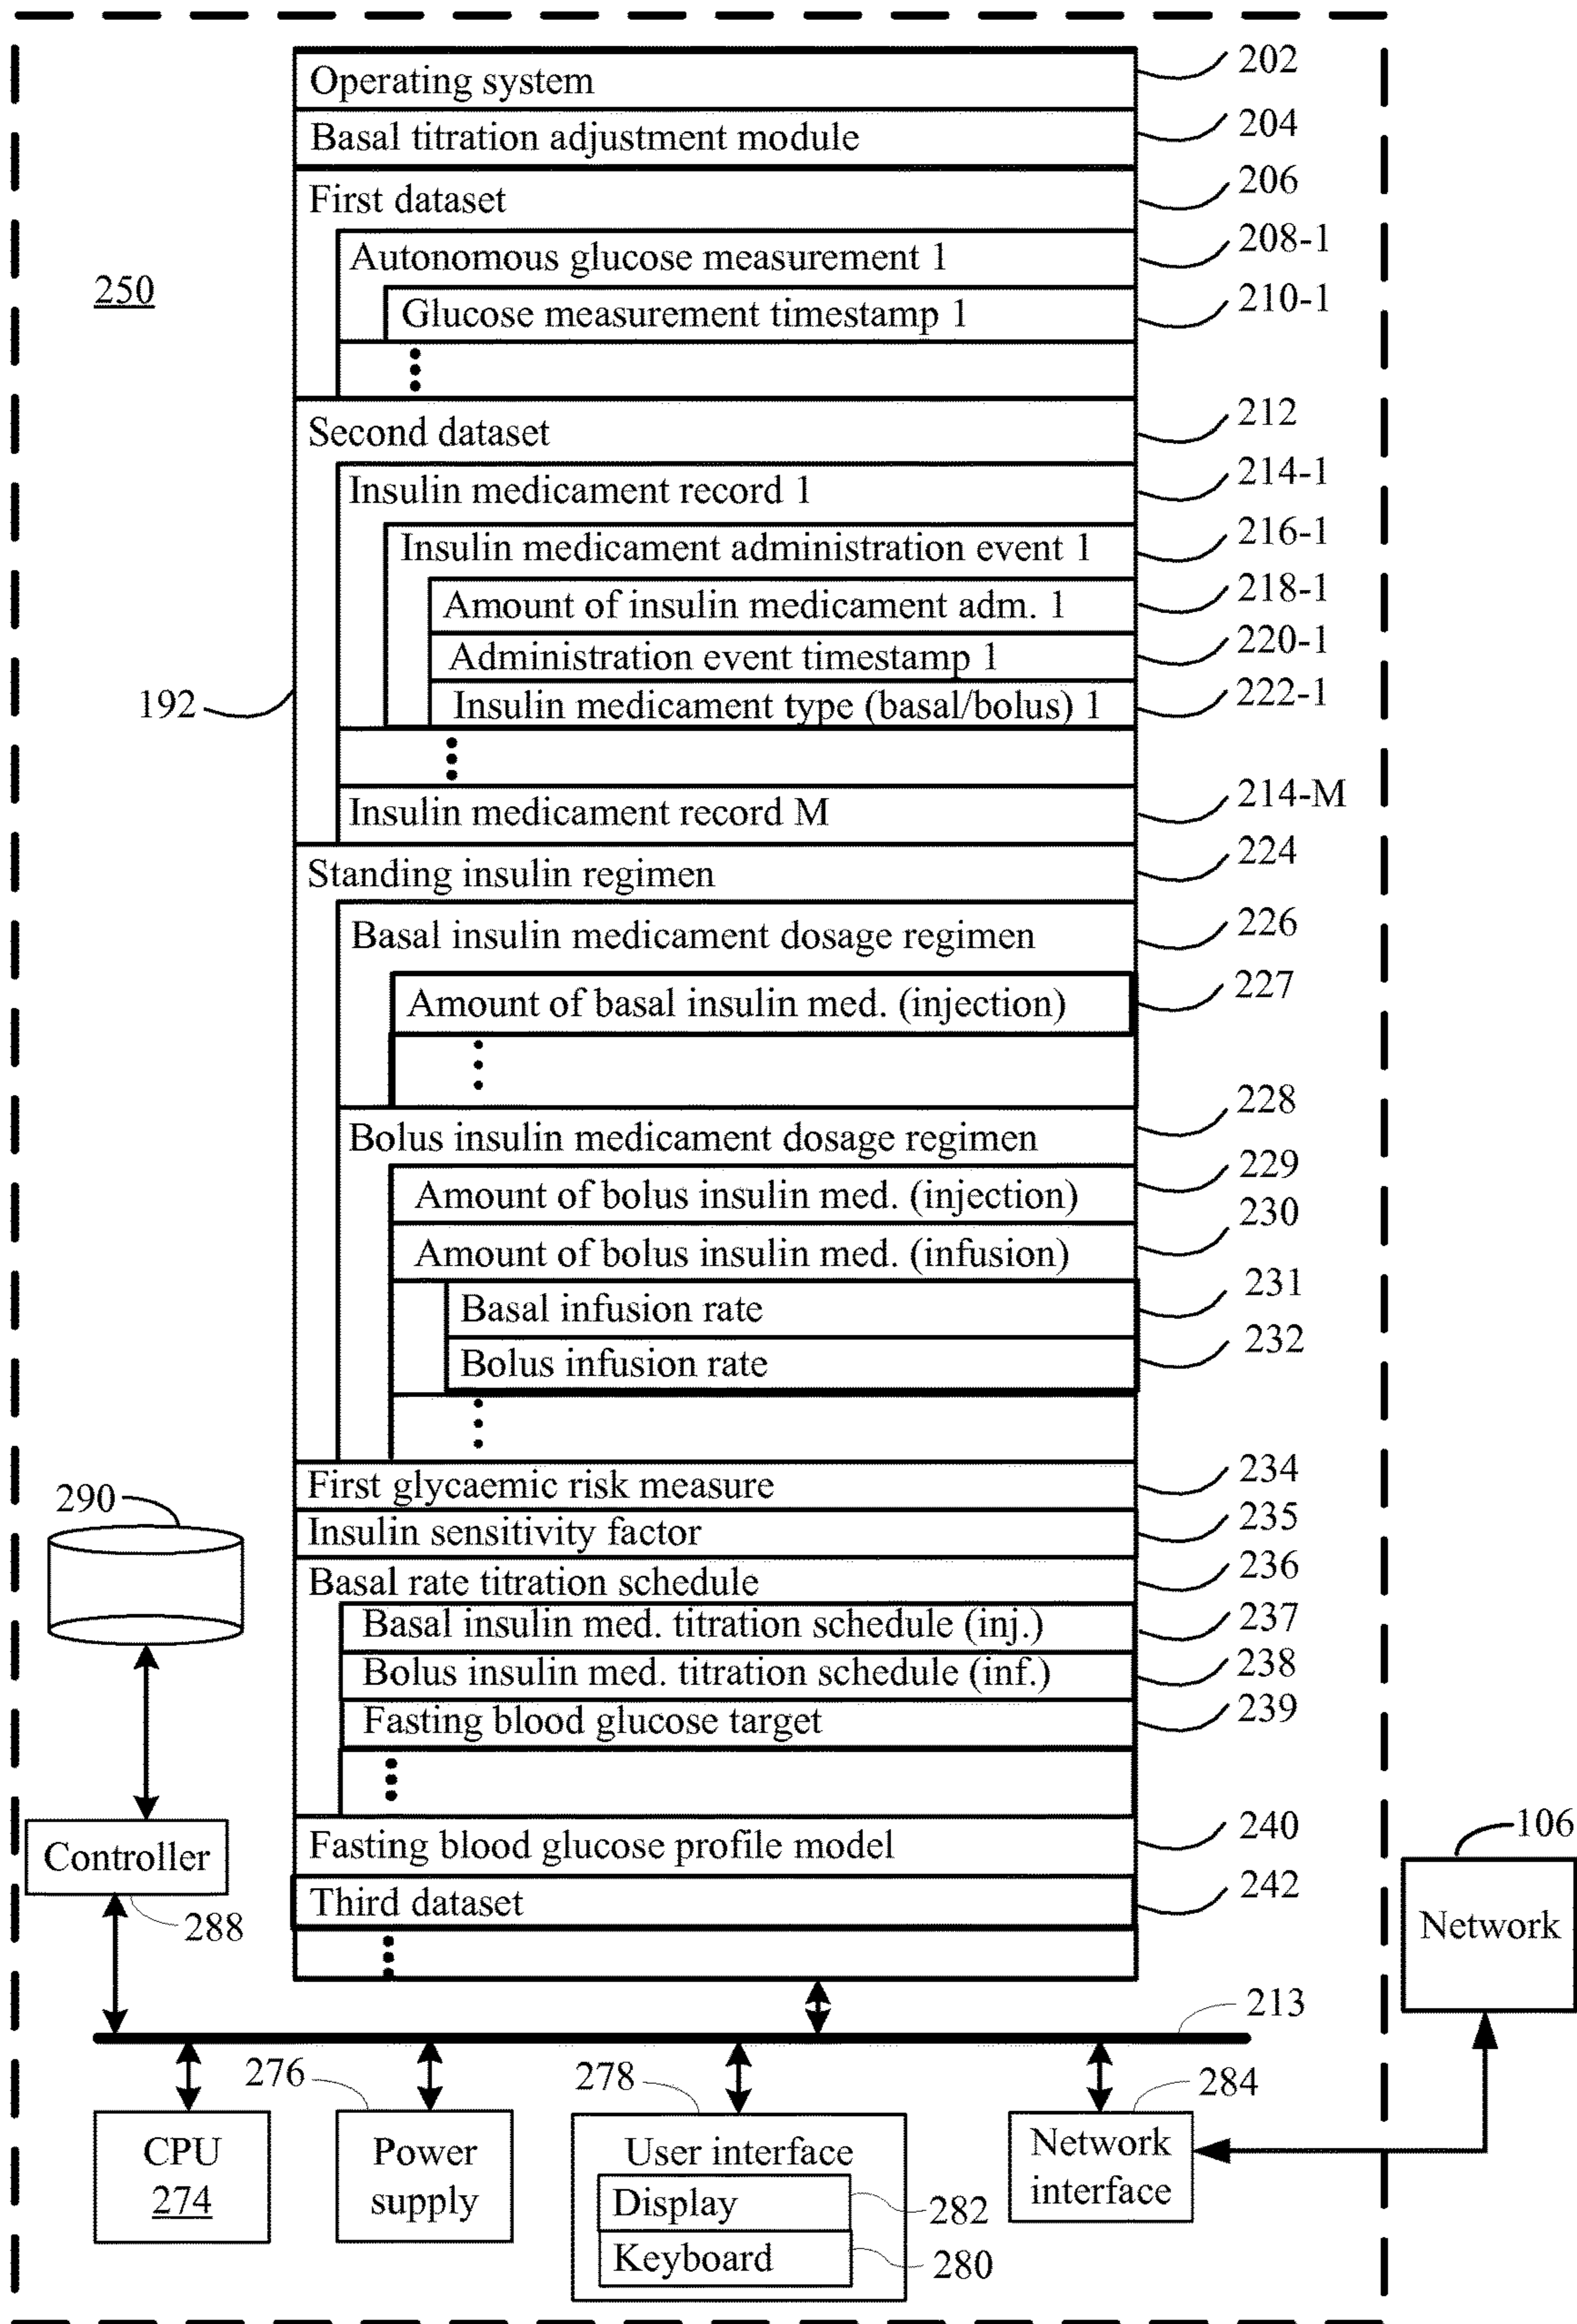 Operating system 202
Basal titration adjustment module 204
First dataset 206
Autonomous glucose measurement 1 208-1
250
Glucose measurement timestamp 1 210-1
Second dataset 212
Insulin medicament record 1 214-1
Insulin medicament administration event 1 216-1
Amount of insulin medicament adm. 1 218-1
Administration event timestamp 1 220-1
192
Insulin medicament type (basal/bolus) 1 222-1
Insulin medicament record M 214-M
Standing insulin regimen 224
Basal insulin medicament dosage regimen 226
Amount of basal insulin med. (injection) 227
Bolus insulin medicament dosage regimen 228
Amount of bolus insulin med. (injection) 229
Amount of bolus insulin med. (infusion) 230
Basal infusion rate 231
Bolus infusion rate 232
First glycaemic risk measure 234
290
Insulin sensitivity factor 235
Basal rate titration schedule 236
Basal insulin med. titration schedule (inj.) 237
Bolus insulin med. titration schedule (inf.) 238
Fasting blood glucose target 239
Fasting blood glucose profile model 240
Controller
288
106
Third dataset 242
Network
213
276
278
284
CPU
274
Power
supply
User interface
Display 282
Keyboard 280
Network
interface